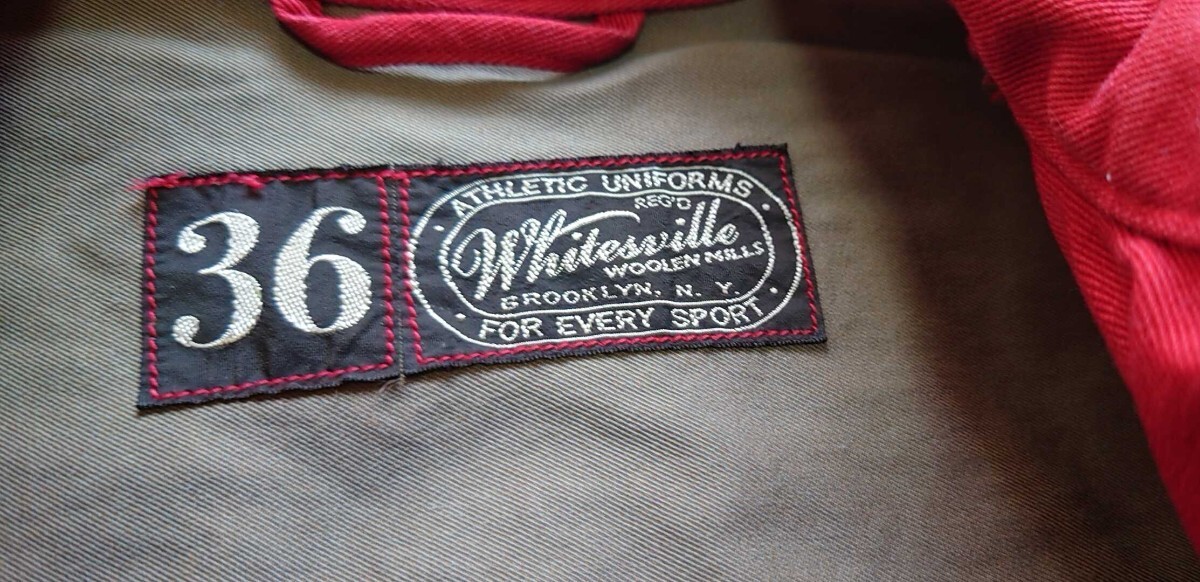 36
ATHLETIC UNIFORMS
REG'D
Whitesville
WOOLEN MILLS
BROOKLYN, N. Y.
· FOR EVERY SPORT ·